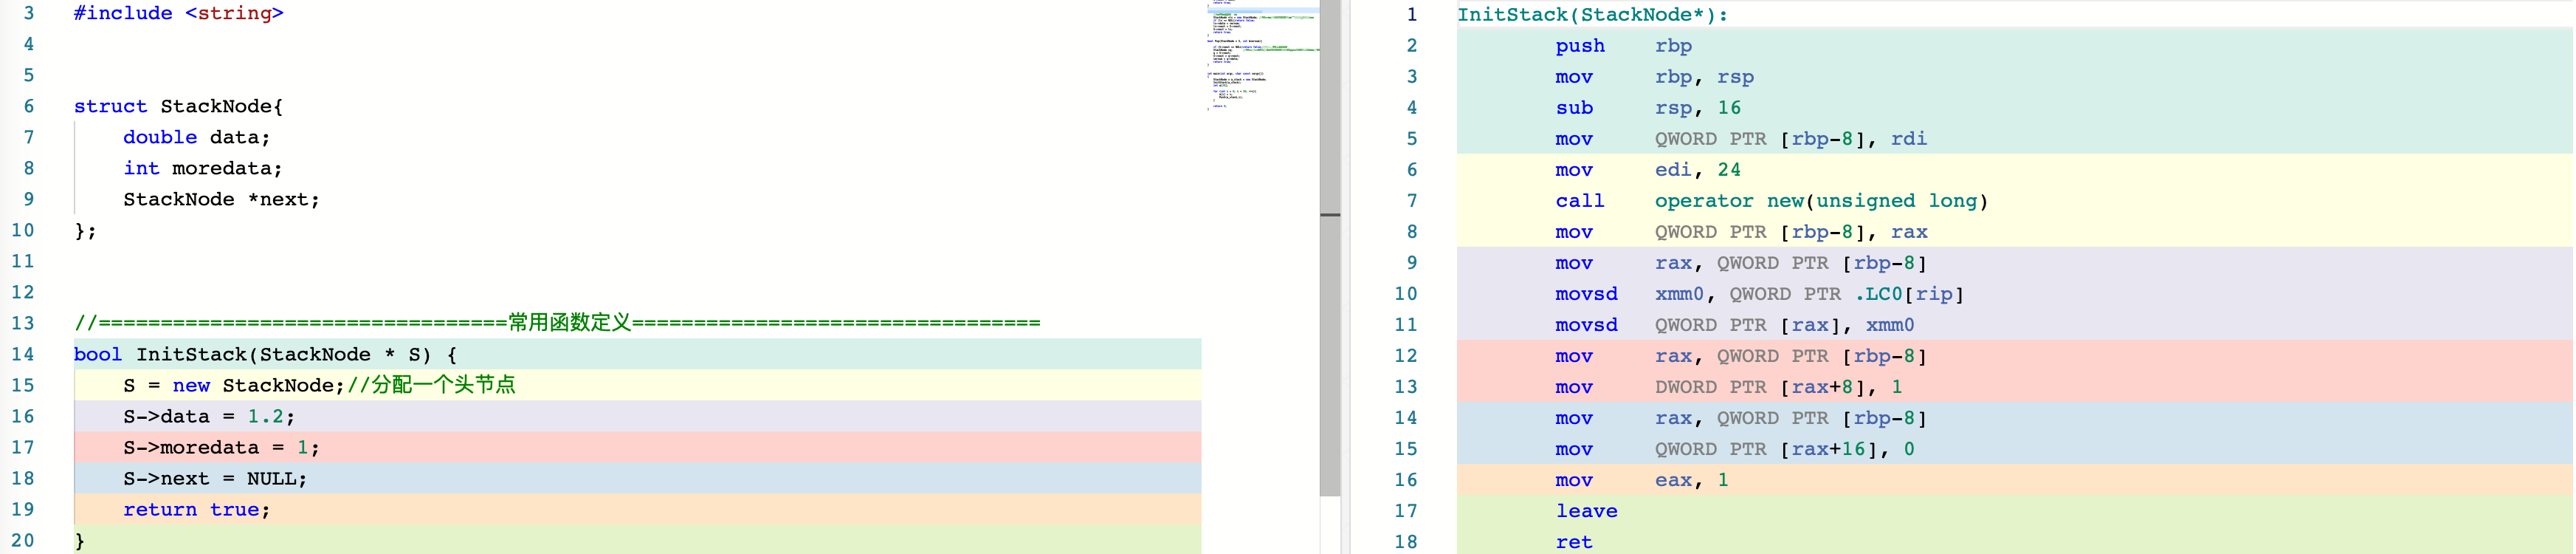 3 #include <string>
4
5
6 struct StackNode{
7 double data;
8 int moredata;
9 StackNode *next;
10 };
11
12
13 //=================================常用函数定义=================================
14 bool InitStack(StackNode * S) {
15 S = new StackNode;//分配一个头节点
16 S->data = 1.2;
17 S->moredata = 1;
18 S->next = NULL;
19 return true;
20 }
1 InitStack(StackNode*):
2 push rbp
3 mov rbp, rsp
4 sub rsp, 16
5 mov QWORD PTR [rbp-8], rdi
6 mov edi, 24
7 call operator new(unsigned long)
8 mov QWORD PTR [rbp-8], rax
9 mov rax, QWORD PTR [rbp-8]
10 movsd xmm0, QWORD PTR .LC0[rip]
11 movsd QWORD PTR [rax], xmm0
12 mov rax, QWORD PTR [rbp-8]
13 mov DWORD PTR [rax+8], 1
14 mov rax, QWORD PTR [rbp-8]
15 mov QWORD PTR [rax+16], 0
16 mov eax, 1
17 leave
18 ret